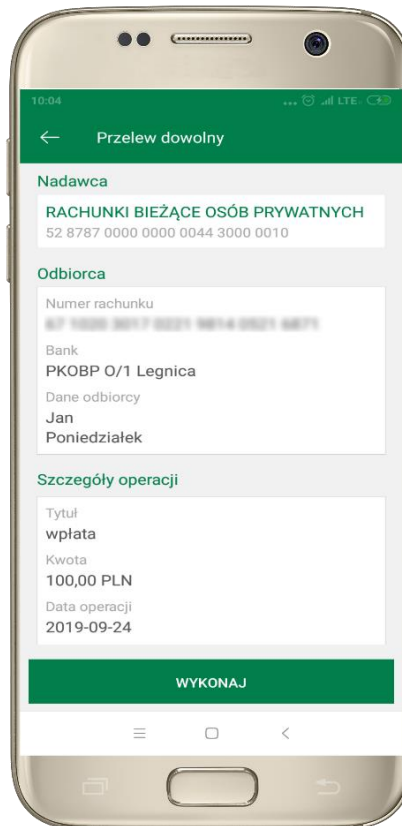 10:04
... LTE
Przelew dowolny
Nadawca
RACHUNKI BIEŻĄCE OSÓB PRYWATNYCH
52 8787 0000 0000 0044 3000 0010
Odbiorca
Numer rachunku
Bank
PKOBP O/1 Legnica
Dane odbiorcy
Jan
Poniedziałek
Szczegóły operacji
Tytuł
wpłata
Kwota
100,00 PLN
Data operacji
2019-09-24
WYKONAJ